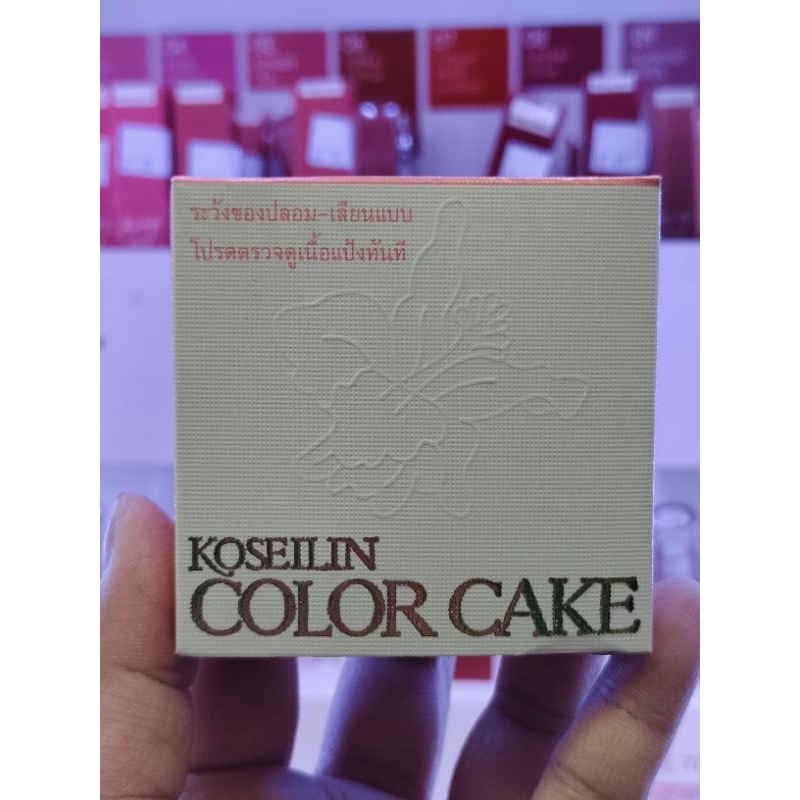 ระวังของปลอม-เลียนแบบ
โปรดตรวจดูเนื้อแป้งทันที
KOSEILIN
COLOR CAKE